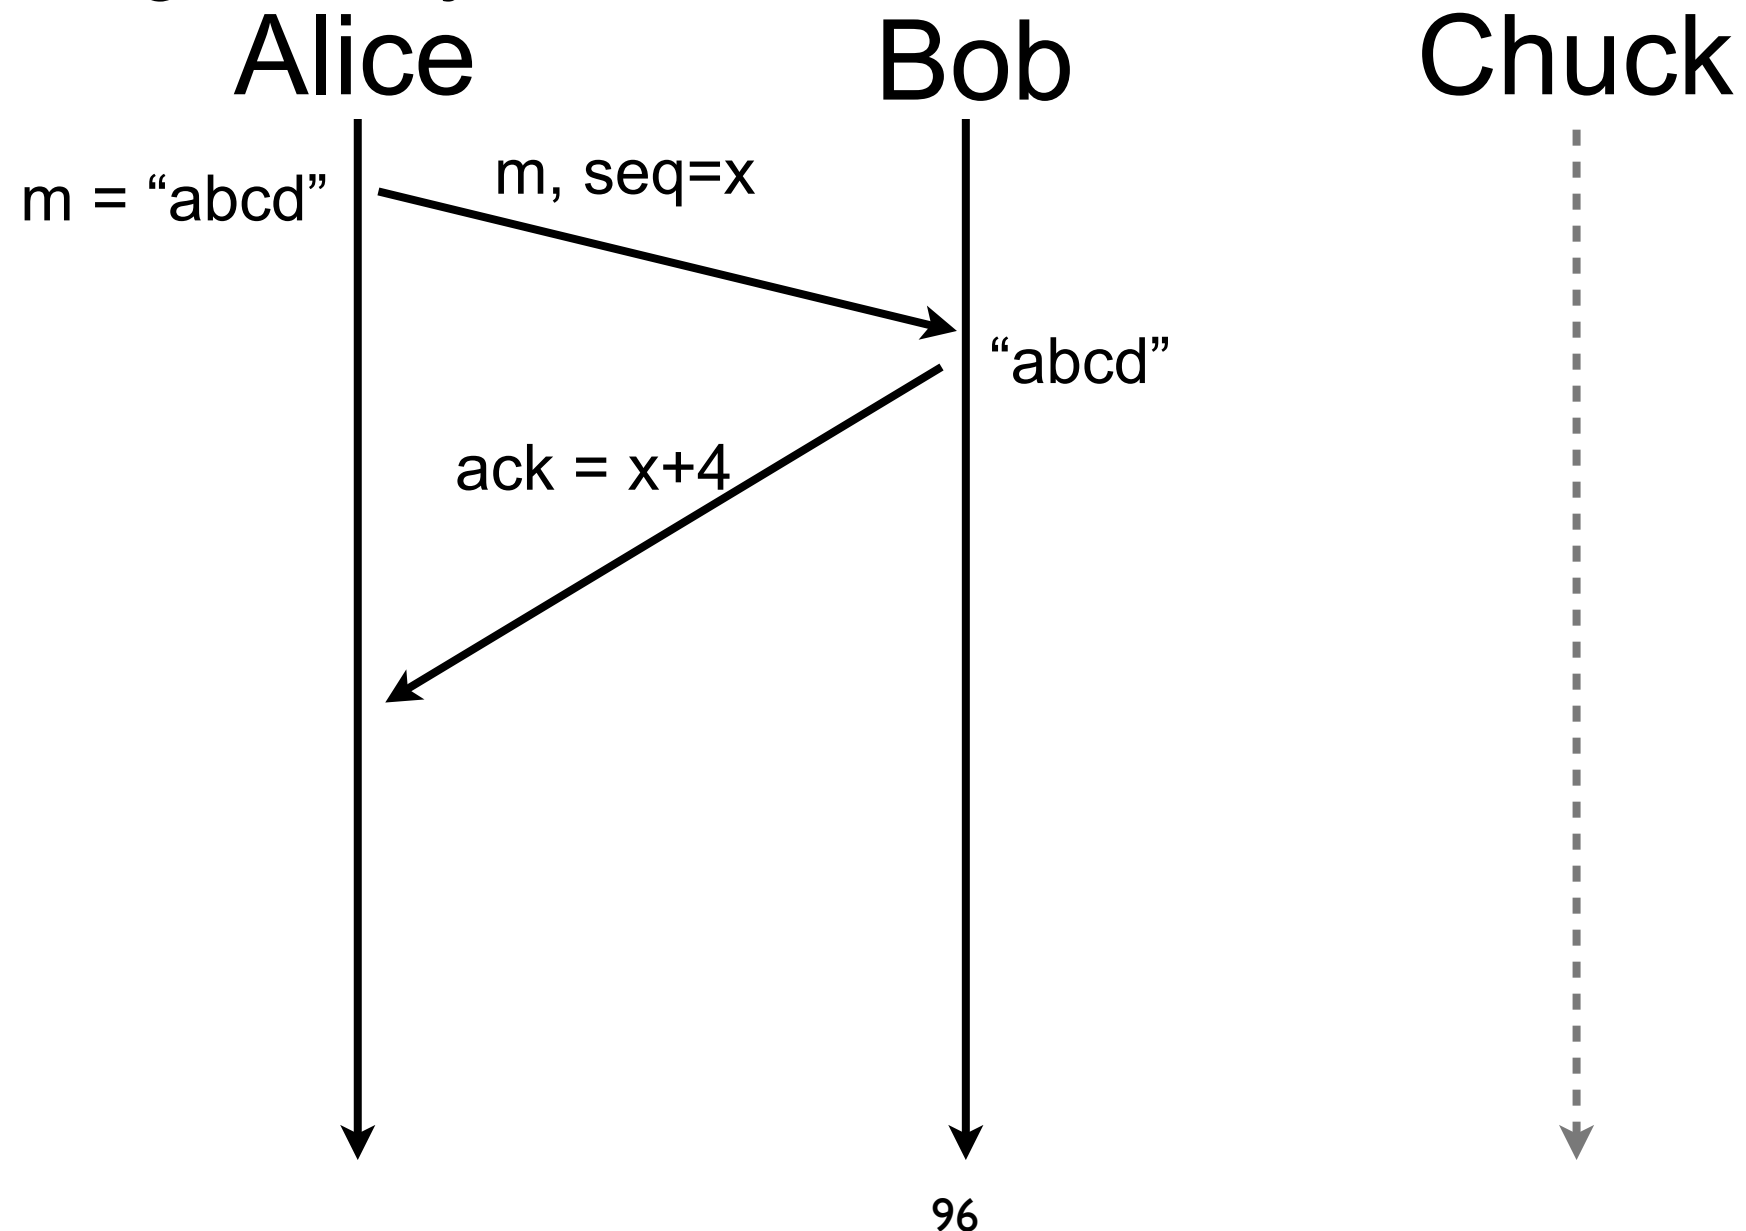 Alice Bob Chuck
m = “abcd” m, seq=x
“abcd”
ack = x+4
96